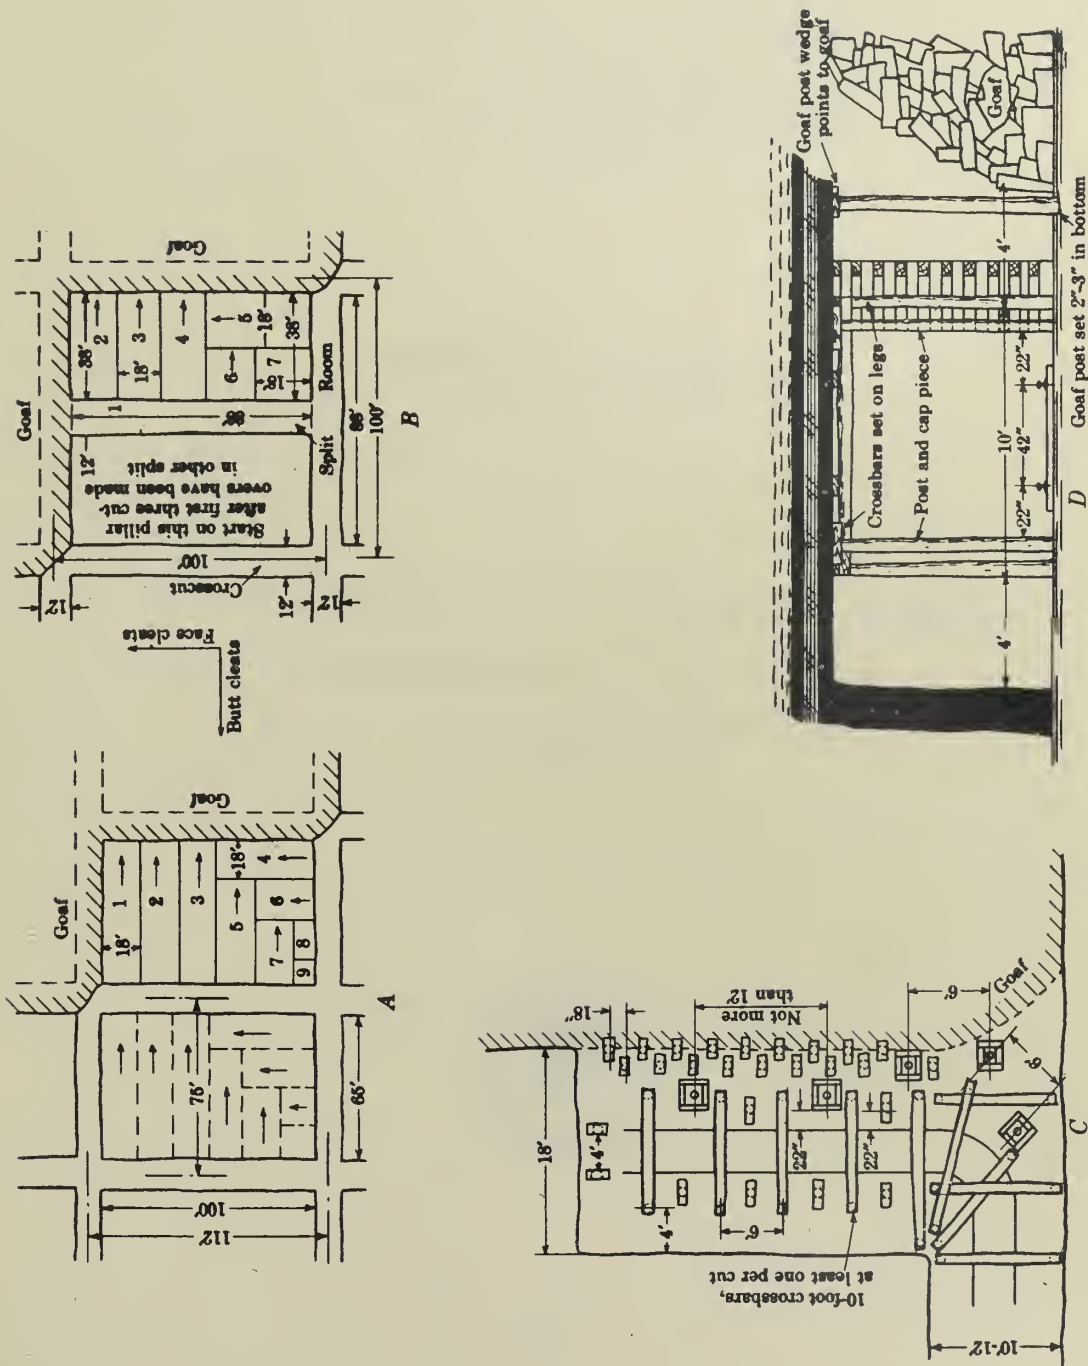 Goaf
Goaf
18'
1
2
3
4
18'
5
6
7
8
9
75'
65'
100'
112'
A
Face cleats
Butt cleats
Goaf
Goaf
12'
12'
38'
2
3
18'
4
5
18'
6
7
18'
38'
1
88'
12'
Start on this pillar
after first three cut-
overs have been made
in other split
100'
Crosscut
12'
12'
Split
Room
88'
100'
B
18'
18"
Not more
than 12'
6'
Goaf
6'
4'
22"
22"
6'
4'
10-foot crossbars,
at least one per cut
10'-12'
C
Goaf post wedge
points to goaf
Goaf
Crossbars set on legs
Post and cap piece
4'
22"
42"
22"
10'
4'
Goaf post set 2"-3" in bottom
D